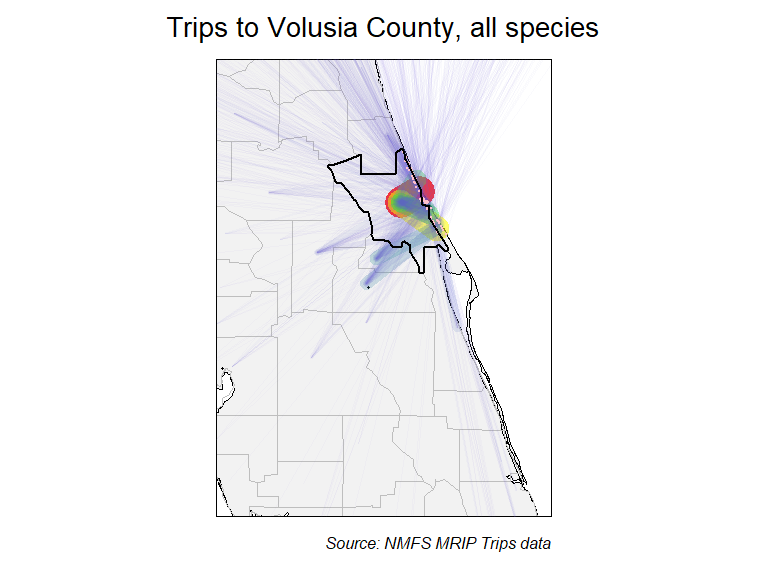 Trips to Volusia County, all species
Source: NMFS MRIP Trips data